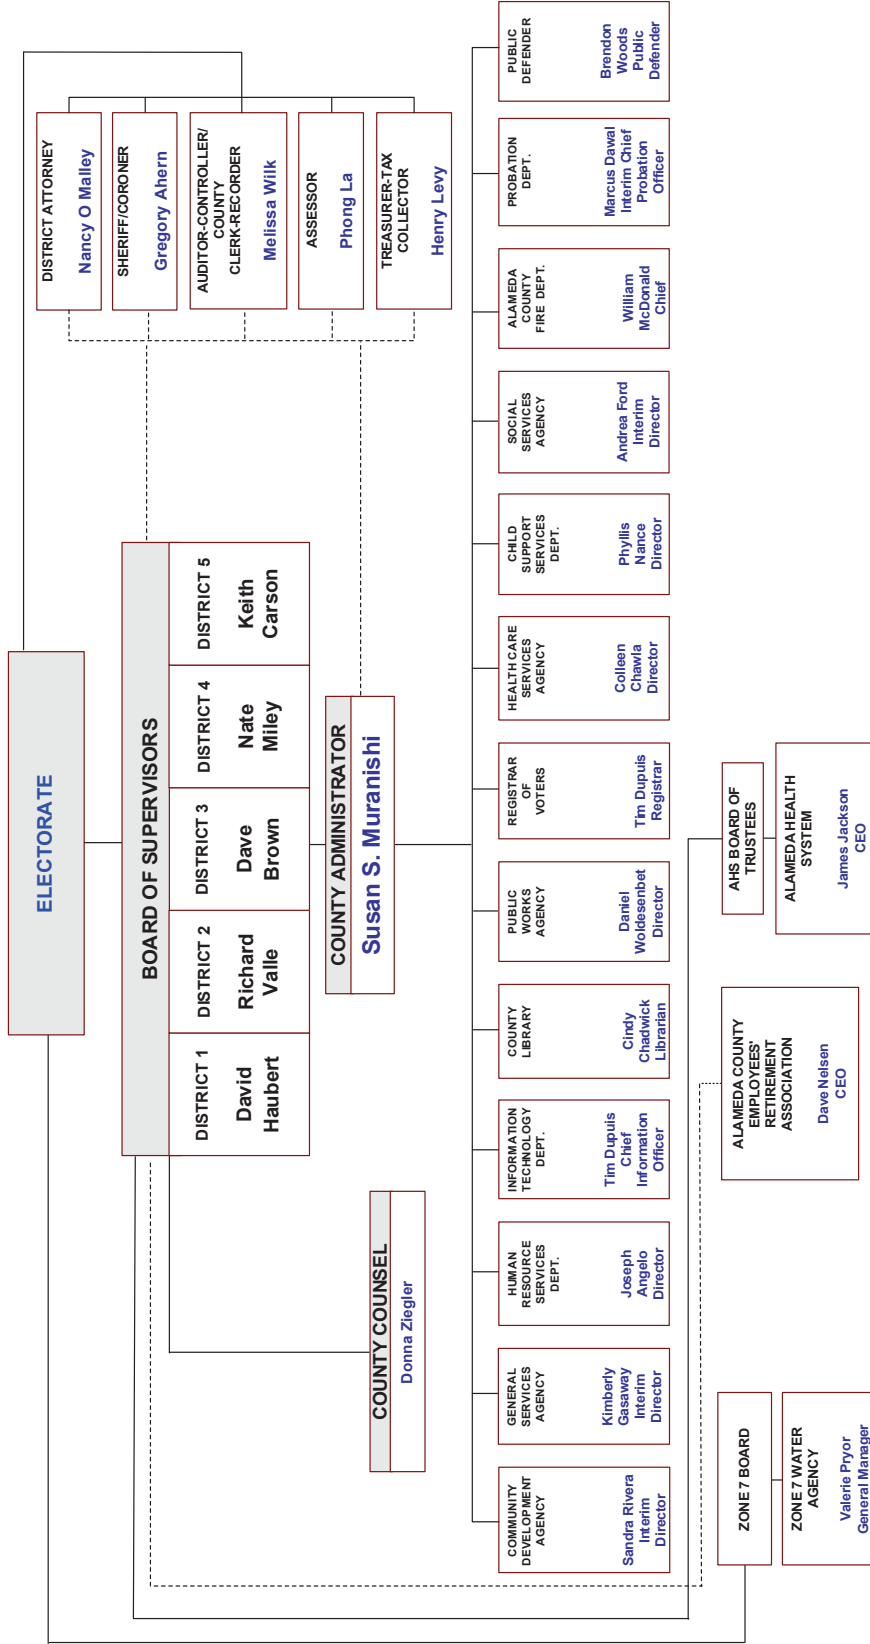 ELECTORATE
BOARD OF SUPERVISORS
DISTRICT 1
David
Haubert
DISTRICT 2
Richard
Valle
DISTRICT 3
Dave
Brown
DISTRICT 4
Nate
Miley
DISTRICT 5
Keith
Carson
DISTRICT ATTORNEY
Nancy O Malley
SHERIFF/CORONER
Gregory Ahern
AUDITOR-CONTROLLER/
COUNTY
CLERK-RECORDER
Melissa Wilk
ASSESSOR
Phong La
TREASURER-TAX
COLLECTOR
Henry Levy
COUNTY ADMINISTRATOR
Susan S. Muranishi
COUNTY COUNSEL
Donna Ziegler
COMMUNITY
DEVELOPMENT
AGENCY
Sandra Rivera
Interim
Director
GENERAL
SERVICES
AGENCY
Kimberly
Gasaway
Interim
Director
HUMAN
RESOURCE
SERVICES
DEPT.
Joseph
Angelo
Director
INFORMATION
TECHNOLOGY
DEPT.
Tim Dupuis
Chief
Information
Officer
COUNTY
LIBRARY
Cindy
Chadwick
Librarian
PUBLIC
WORKS
AGENCY
Daniel
Woldesenbet
Director
REGISTRAR
OF
VOTERS
Tim Dupuis
Registrar
HEALTH CARE
SERVICES
AGENCY
Colleen
Chawla
Director
CHILD
SUPPORT
SERVICES
DEPT.
Phyllis
Nance
Director
SOCIAL
SERVICES
AGENCY
Andrea Ford
Interim
Director
ALAMEDA
COUNTY
FIRE DEPT.
William
McDonald
Chief
PROBATION
DEPT.
Marcus Dawal
Interim Chief
Probation
Officer
PUBLIC
DEFENDER
Brendon
Woods
Public
Defender
ZONE 7 BOARD
ZONE 7 WATER
AGENCY
Valerie Pryor
General Manager
ALAMEDA COUNTY
EMPLOYEES'
RETIREMENT
ASSOCIATION
Dave Nelsen
CEO
AHS BOARD OF
TRUSTEES
ALAMEDA HEALTH
SYSTEM
James Jackson
CEO